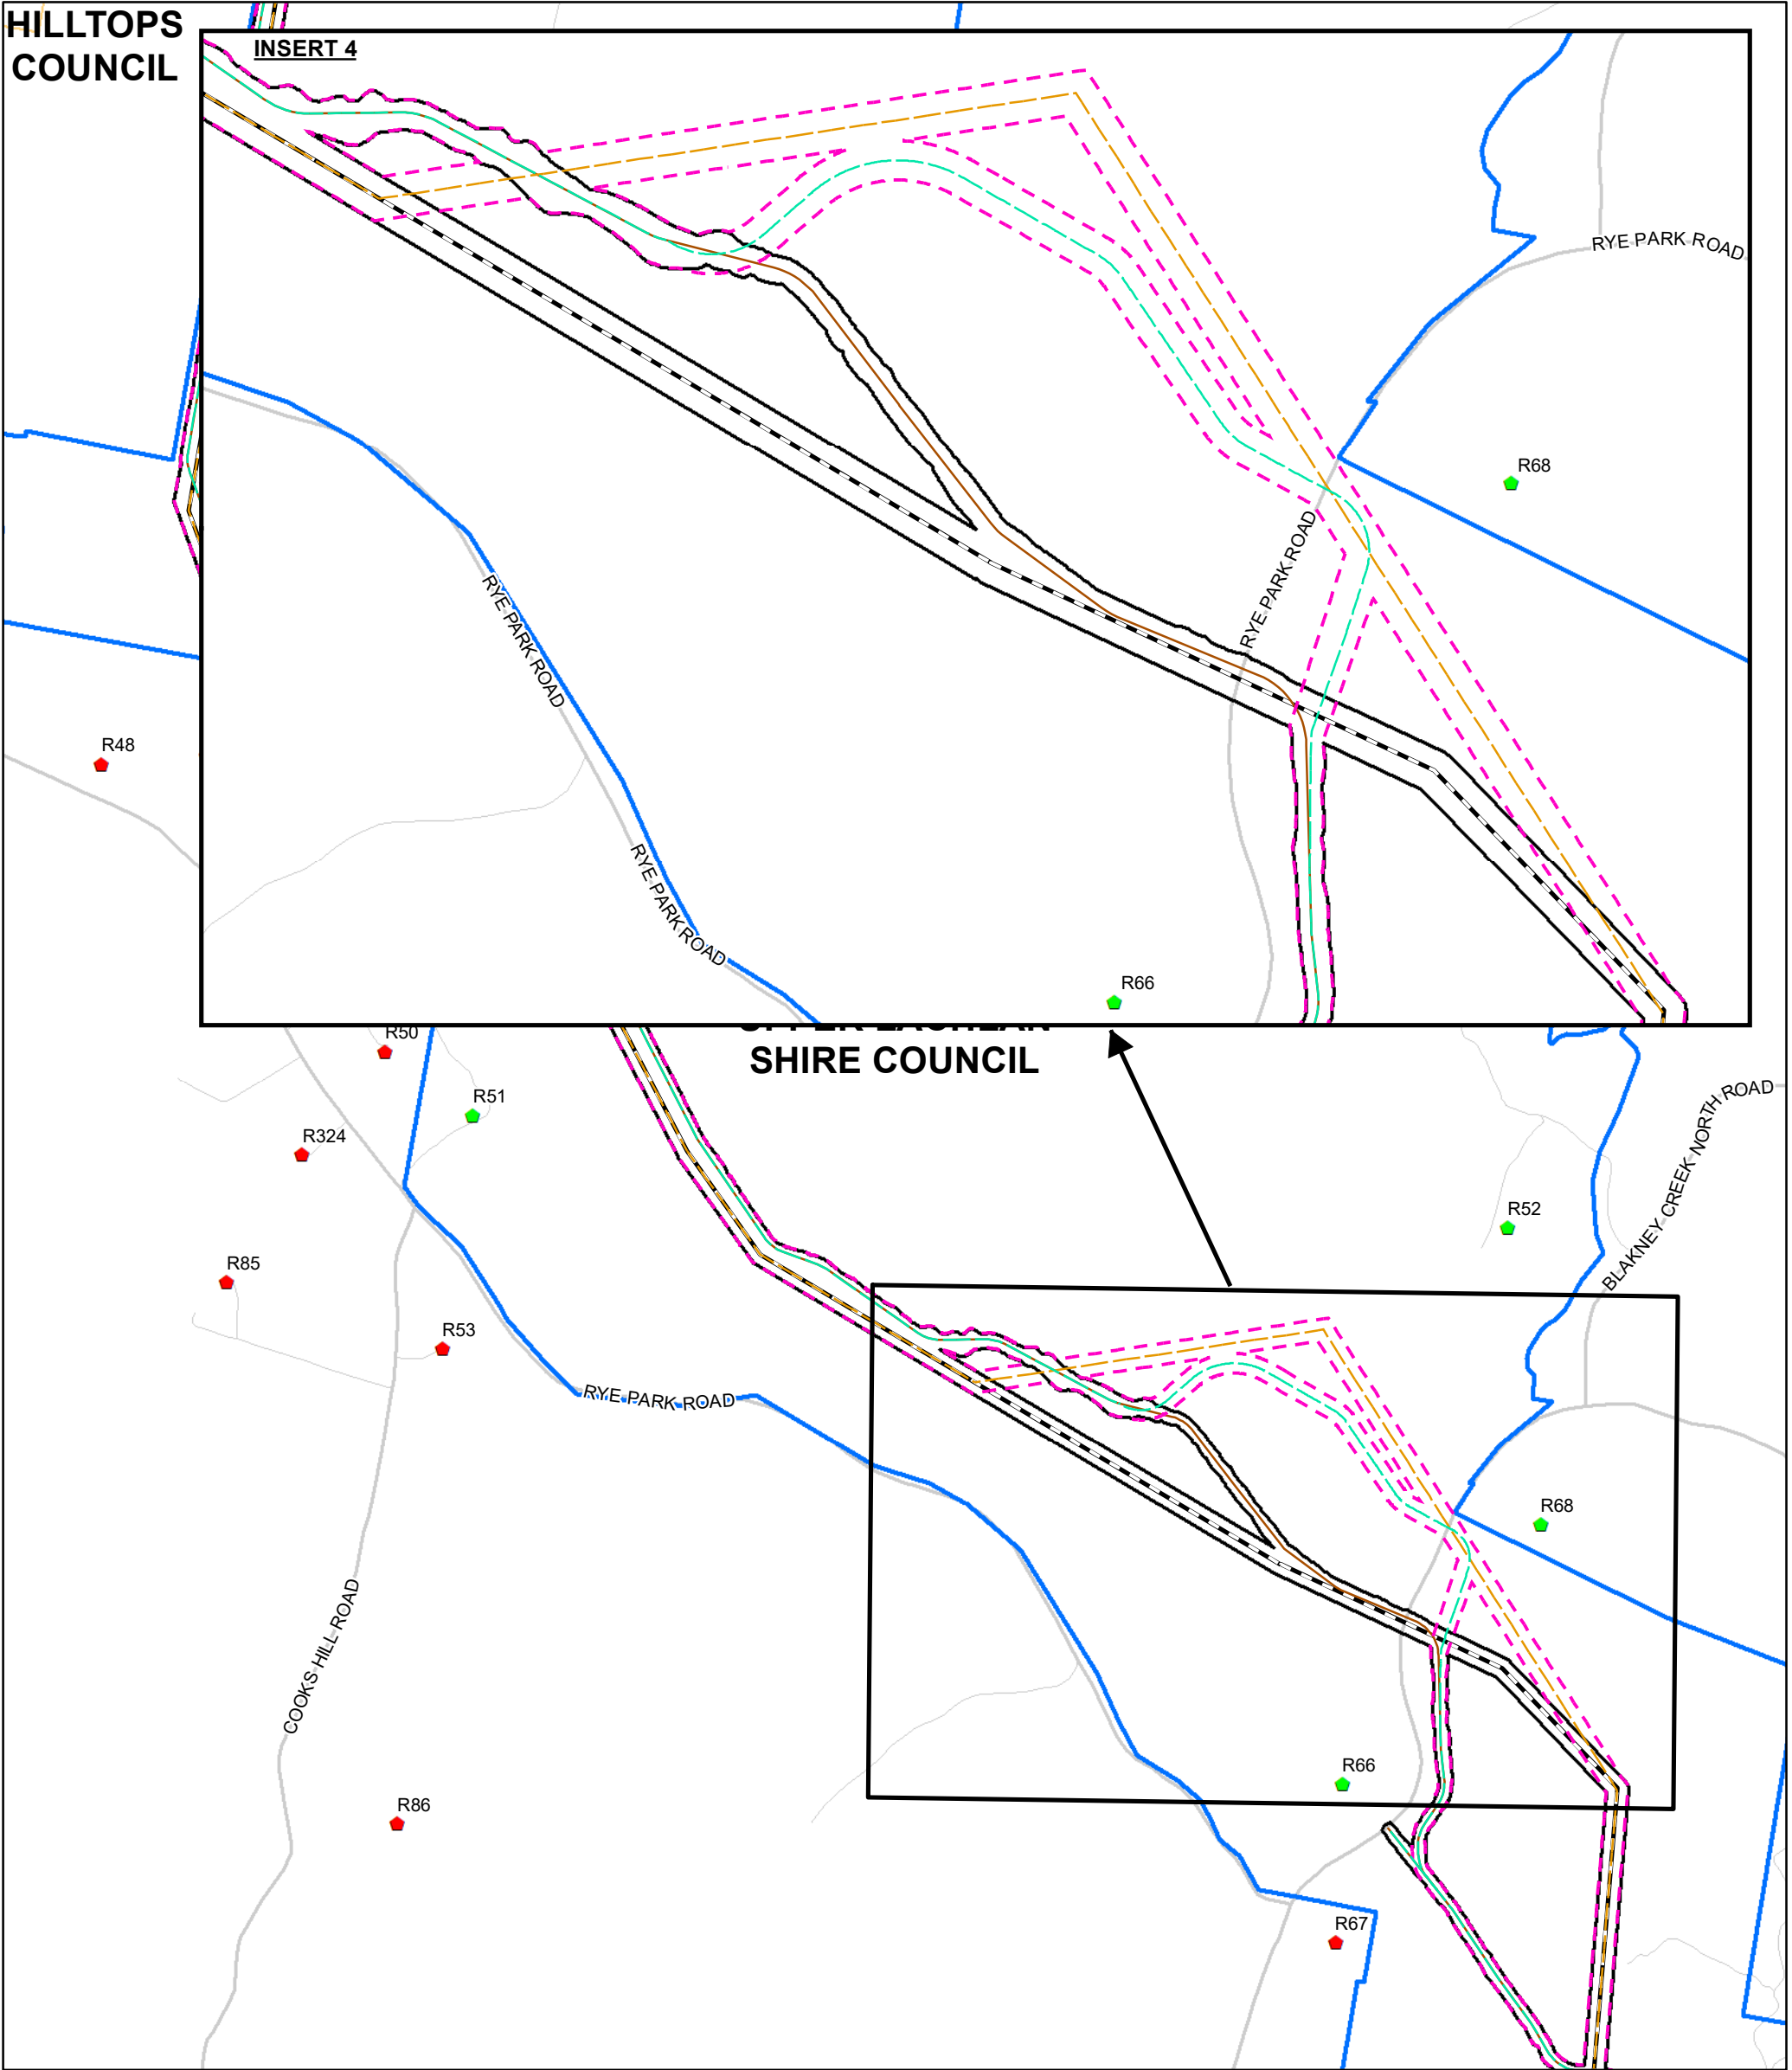 HILLTOPS
COUNCIL
INSERT 4
RYE PARK ROAD
R68
RYE PARK ROAD
RYE PARK ROAD
R48
RYE PARK ROAD
R66
R50
UPPER LACHLAN
SHIRE COUNCIL
R51
R324
BLAKNEY CREEK NORTH ROAD
R52
R85
R53
RYE PARK ROAD
R68
COOKS HILL ROAD
R66
R86
R67